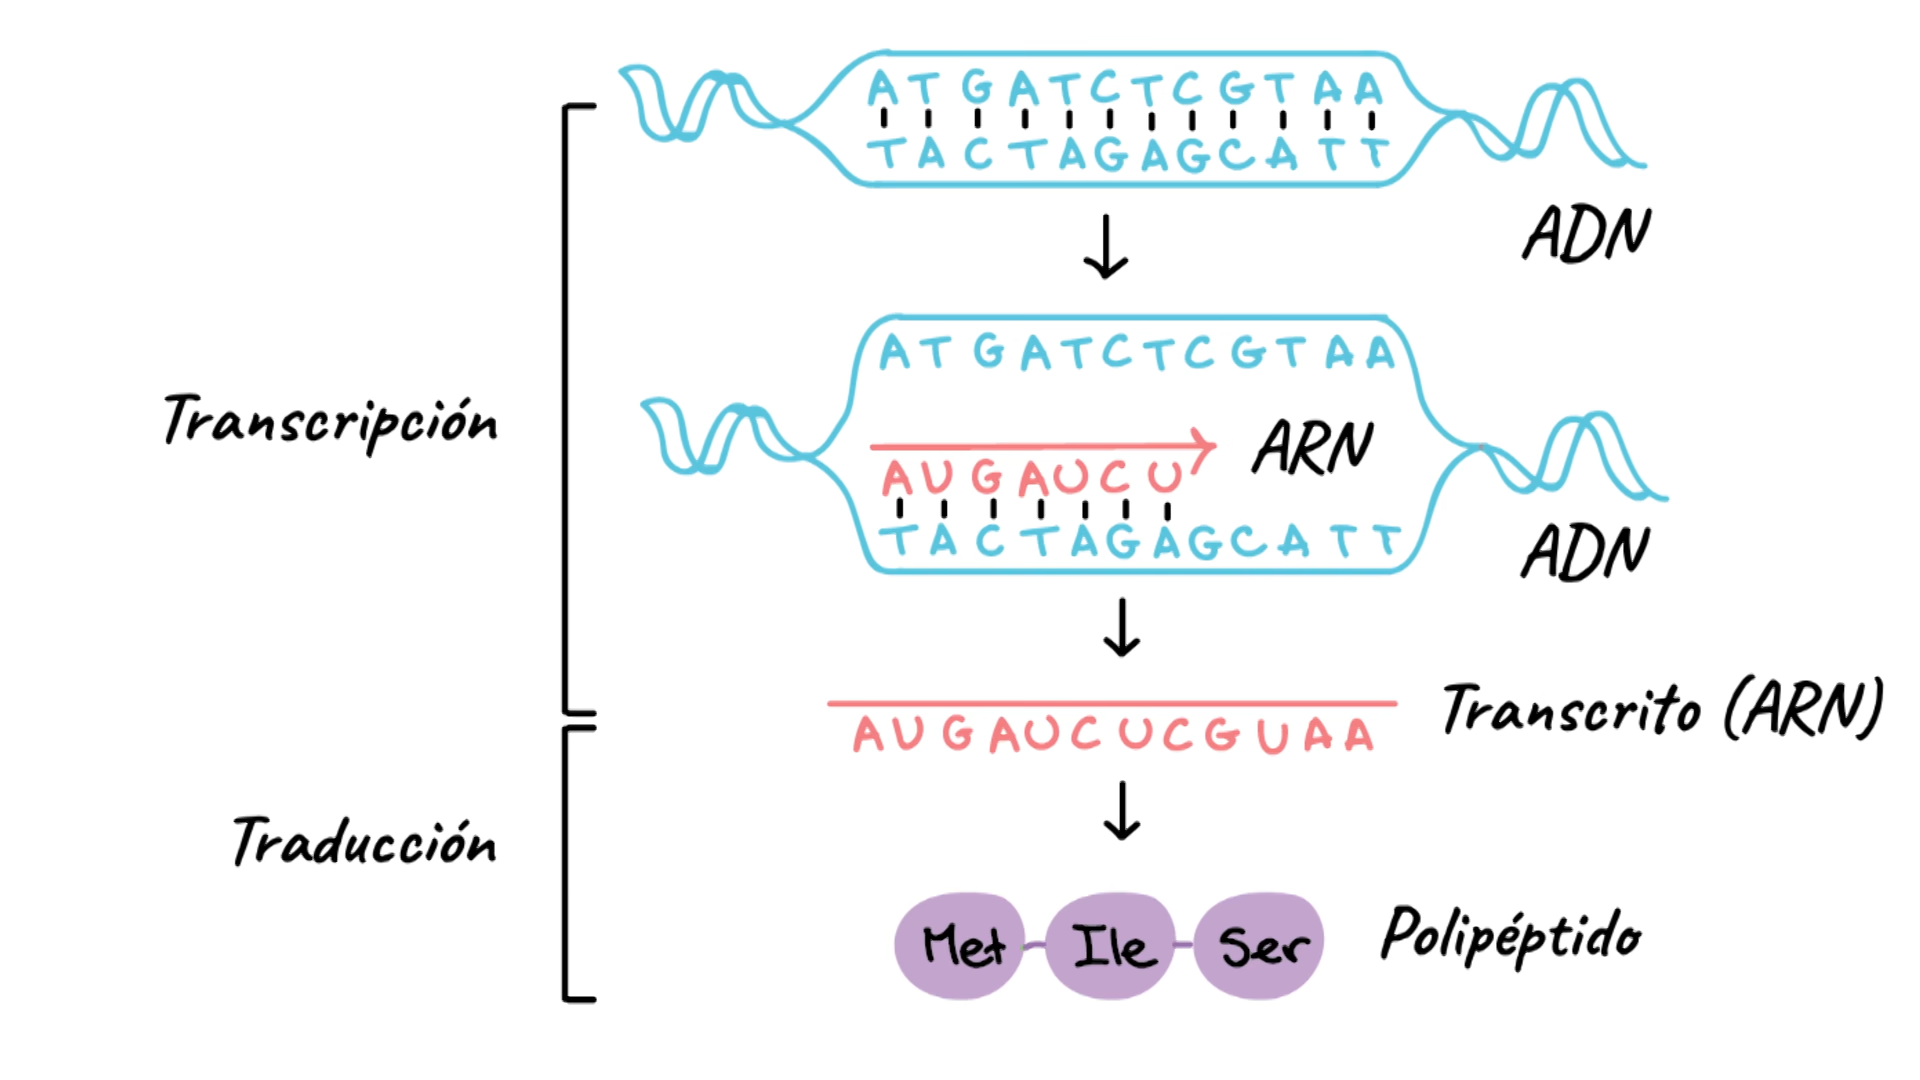 ATGATCTCGTAA
TACTAGAGCATT
ADN
ATGATCTCGTAA
Transcripción
ARN
AUGAUCU
TACTAGAGCATT
ADN
Transcrito (ARN)
AUGAUCUCGUAA
Traducción
Met Ile Ser
Polipéptido